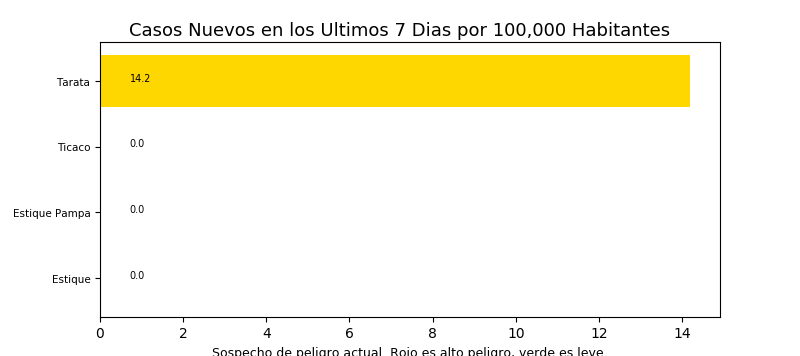 Casos Nuevos en los Ultimos 7 Dias por 100,000 Habitantes
Tarata 14.2
Ticaco 0.0
Estique Pampa 0.0
Estique 0.0
0 2 4 6 8 10 12 14
Sospecho de peligro actual. Rojo es alto peligro, verde es leve